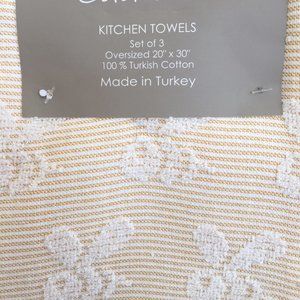 KITCHEN TOWELS
Set of 3
Oversized 20" x 30"
100 % Turkish Cotton
Made in Turkey